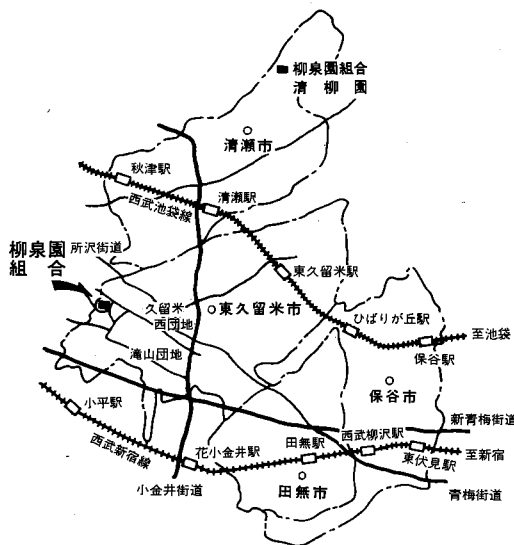 柳泉園組合
清柳園
清瀬市
秋津駅
清瀬駅
西武池袋線
所沢街道
柳泉園
組合
東久留米駅
久留米
西団地
東久留米市
ひばりが丘駅
至池袋
保谷駅
滝山団地
保谷市
小平駅
新青梅街道
西武新宿線
花小金井駅
田無駅
西武柳沢駅
東伏見駅
至新宿
小金井街道
田無市
青梅街道